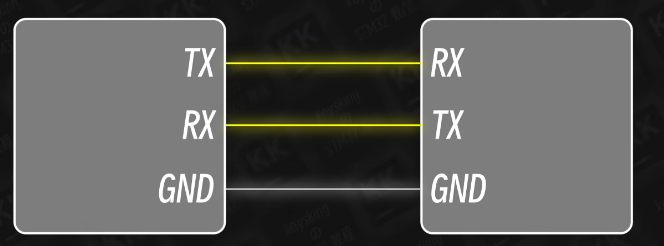 TX RX
RX TX
GND GND